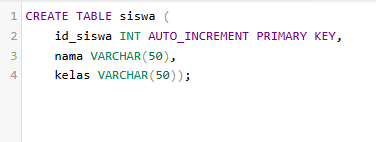 1 CREATE TABLE siswa (
2 id_siswa INT AUTO_INCREMENT PRIMARY KEY,
3 nama VARCHAR(50),
4 kelas VARCHAR(50));